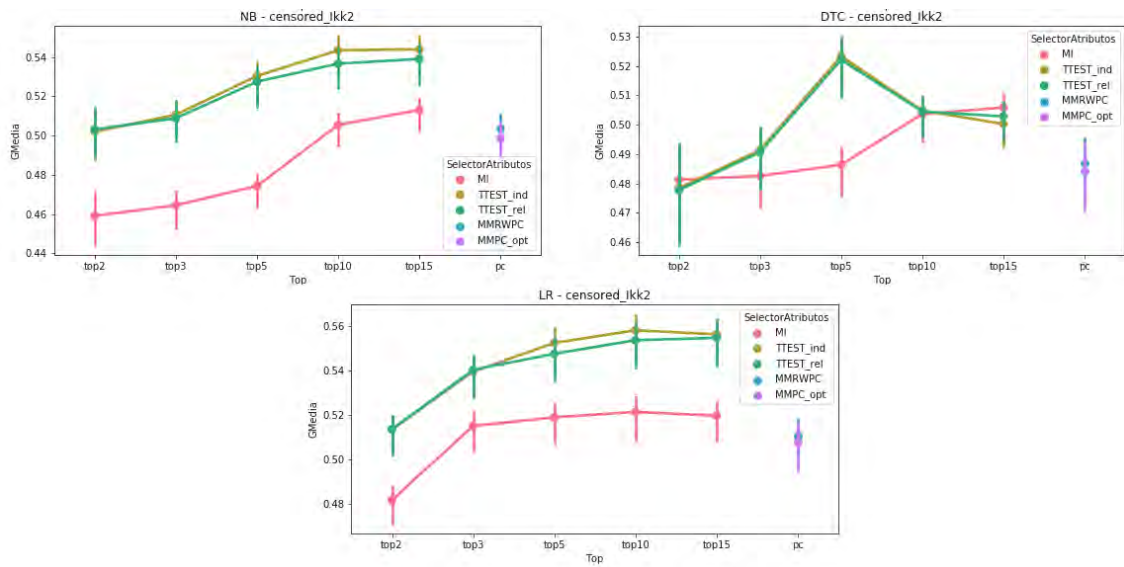 NB - censored_Ikk2
GMedia
0.54
0.52
0.50
0.48
0.46
0.44
SelectorAtributos
MI
TTEST_ind
TTEST_rel
MMRWPC
MMPC_opt
top2 top3 top5 top10 top15 pc
Top
DTC - censored_Ikk2
GMedia
0.53
0.52
0.51
0.50
0.49
0.48
0.47
0.46
SelectorAtributos
MI
TTEST_ind
TTEST_rel
MMRWPC
MMPC_opt
top2 top3 top5 top10 top15 pc
Top
LR - censored_Ikk2
GMedia
0.56
0.54
0.52
0.50
0.48
SelectorAtributos
MI
TTEST_ind
TTEST_rel
MMRWPC
MMPC_opt
top2 top3 top5 top10 top15 pc
Top